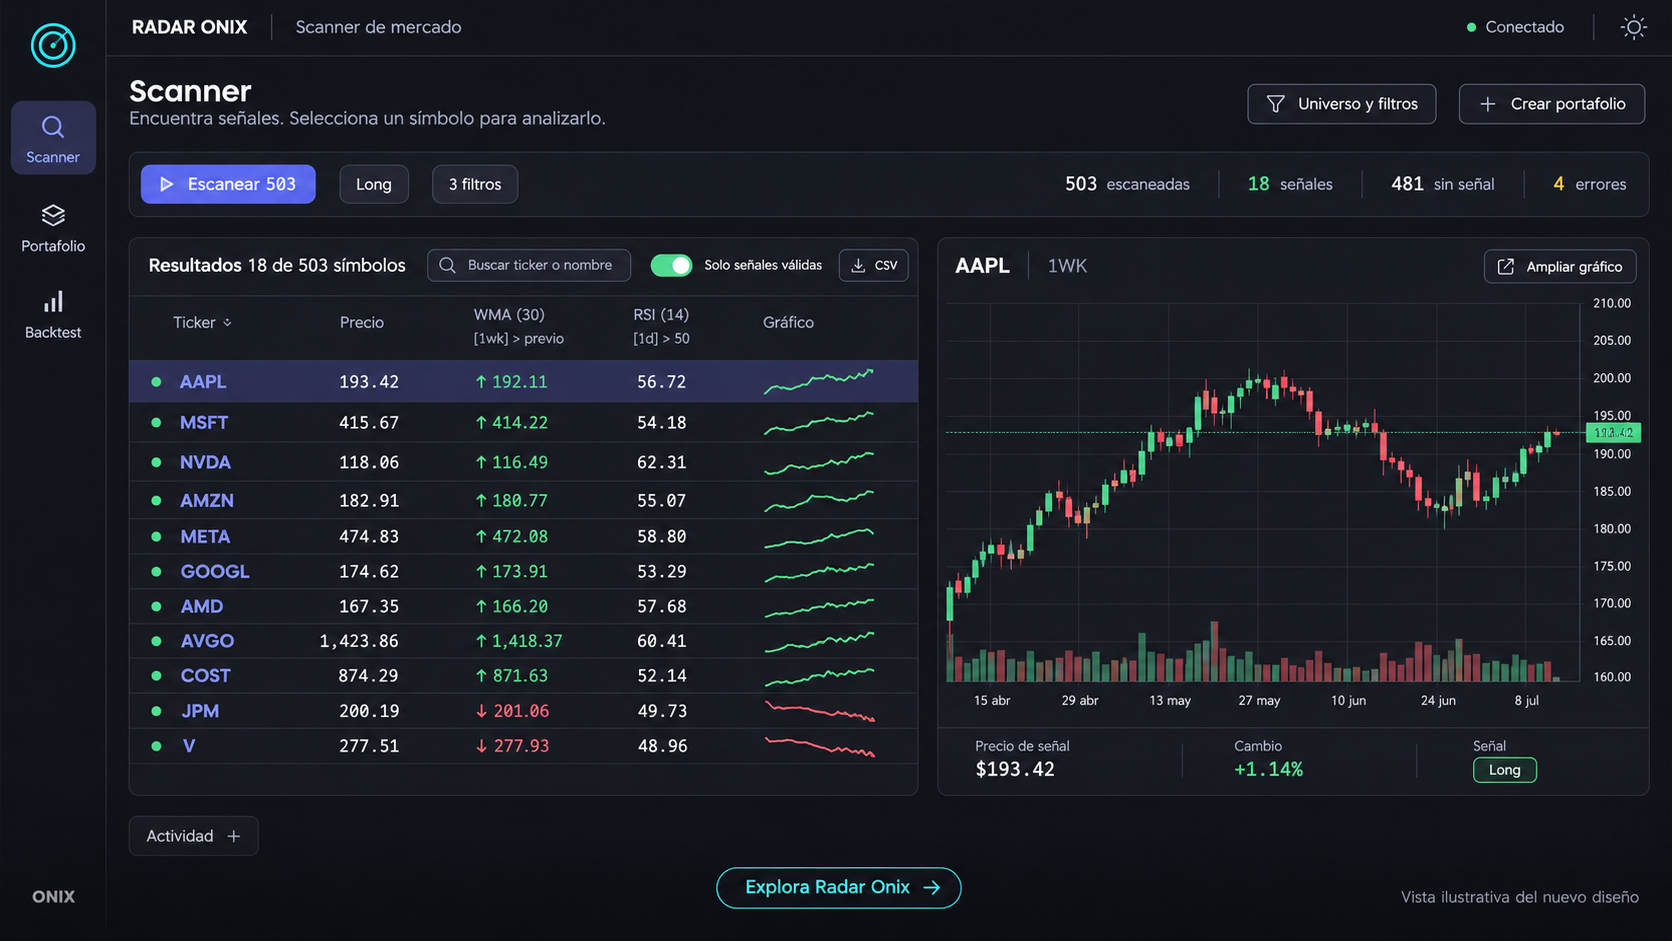 RADAR ONIX
Scanner de mercado
Conectado
Scanner
Portafolio
Backtest
ONIX
Scanner
Encuentra señales. Selecciona un símbolo para analizarlo.
Universo y filtros
+ Crear portafolio
Escanear 503
Long
3 filtros
503 escaneadas
18 señales
481 sin señal
4 errores
Resultados 18 de 503 símbolos
Buscar ticker o nombre
Solo señales válidas
CSV
Ticker Precio WMA (30) RSI (14) Gráfico
[1wk] > previo [1d] > 50
AAPL 193.42 ↑ 192.11 56.72
MSFT 415.67 ↑ 414.22 54.18
NVDA 118.06 ↑ 116.49 62.31
AMZN 182.91 ↑ 180.77 55.07
META 474.83 ↑ 472.08 58.80
GOOGL 174.62 ↑ 173.91 53.29
AMD 167.35 ↑ 166.20 57.68
AVGO 1,423.86 ↑ 1,418.37 60.41
COST 874.29 ↑ 871.63 52.14
JPM 200.19 ↓ 201.06 49.73
V 277.51 ↓ 277.93 48.96
AAPL 1WK
Ampliar gráfico
210.00
205.00
200.00
195.00
193.42
190.00
185.00
180.00
175.00
170.00
165.00
160.00
15 abr 29 abr 13 may 27 may 10 jun 24 jun 8 jul
Precio de señal
$193.42
Cambio
+1.14%
Señal
Long
Actividad +
Explora Radar Onix →
Vista ilustrativa del nuevo diseño